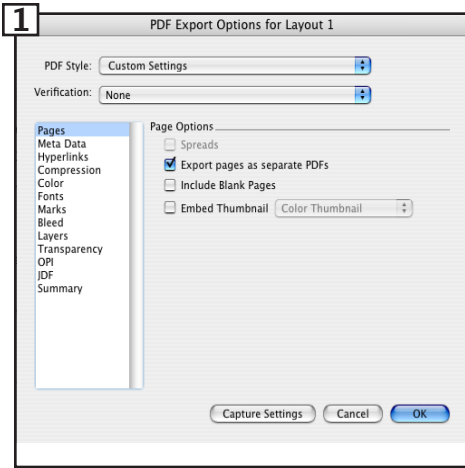 1
PDF Export Options for Layout 1
PDF Style: Custom Settings
Verification: None
Pages
Meta Data
Hyperlinks
Compression
Color
Fonts
Marks
Bleed
Layers
Transparency
OPI
JDF
Summary
Page Options
Spreads
Export pages as separate PDFs
Include Blank Pages
Embed Thumbnail Color Thumbnail
Capture Settings Cancel OK